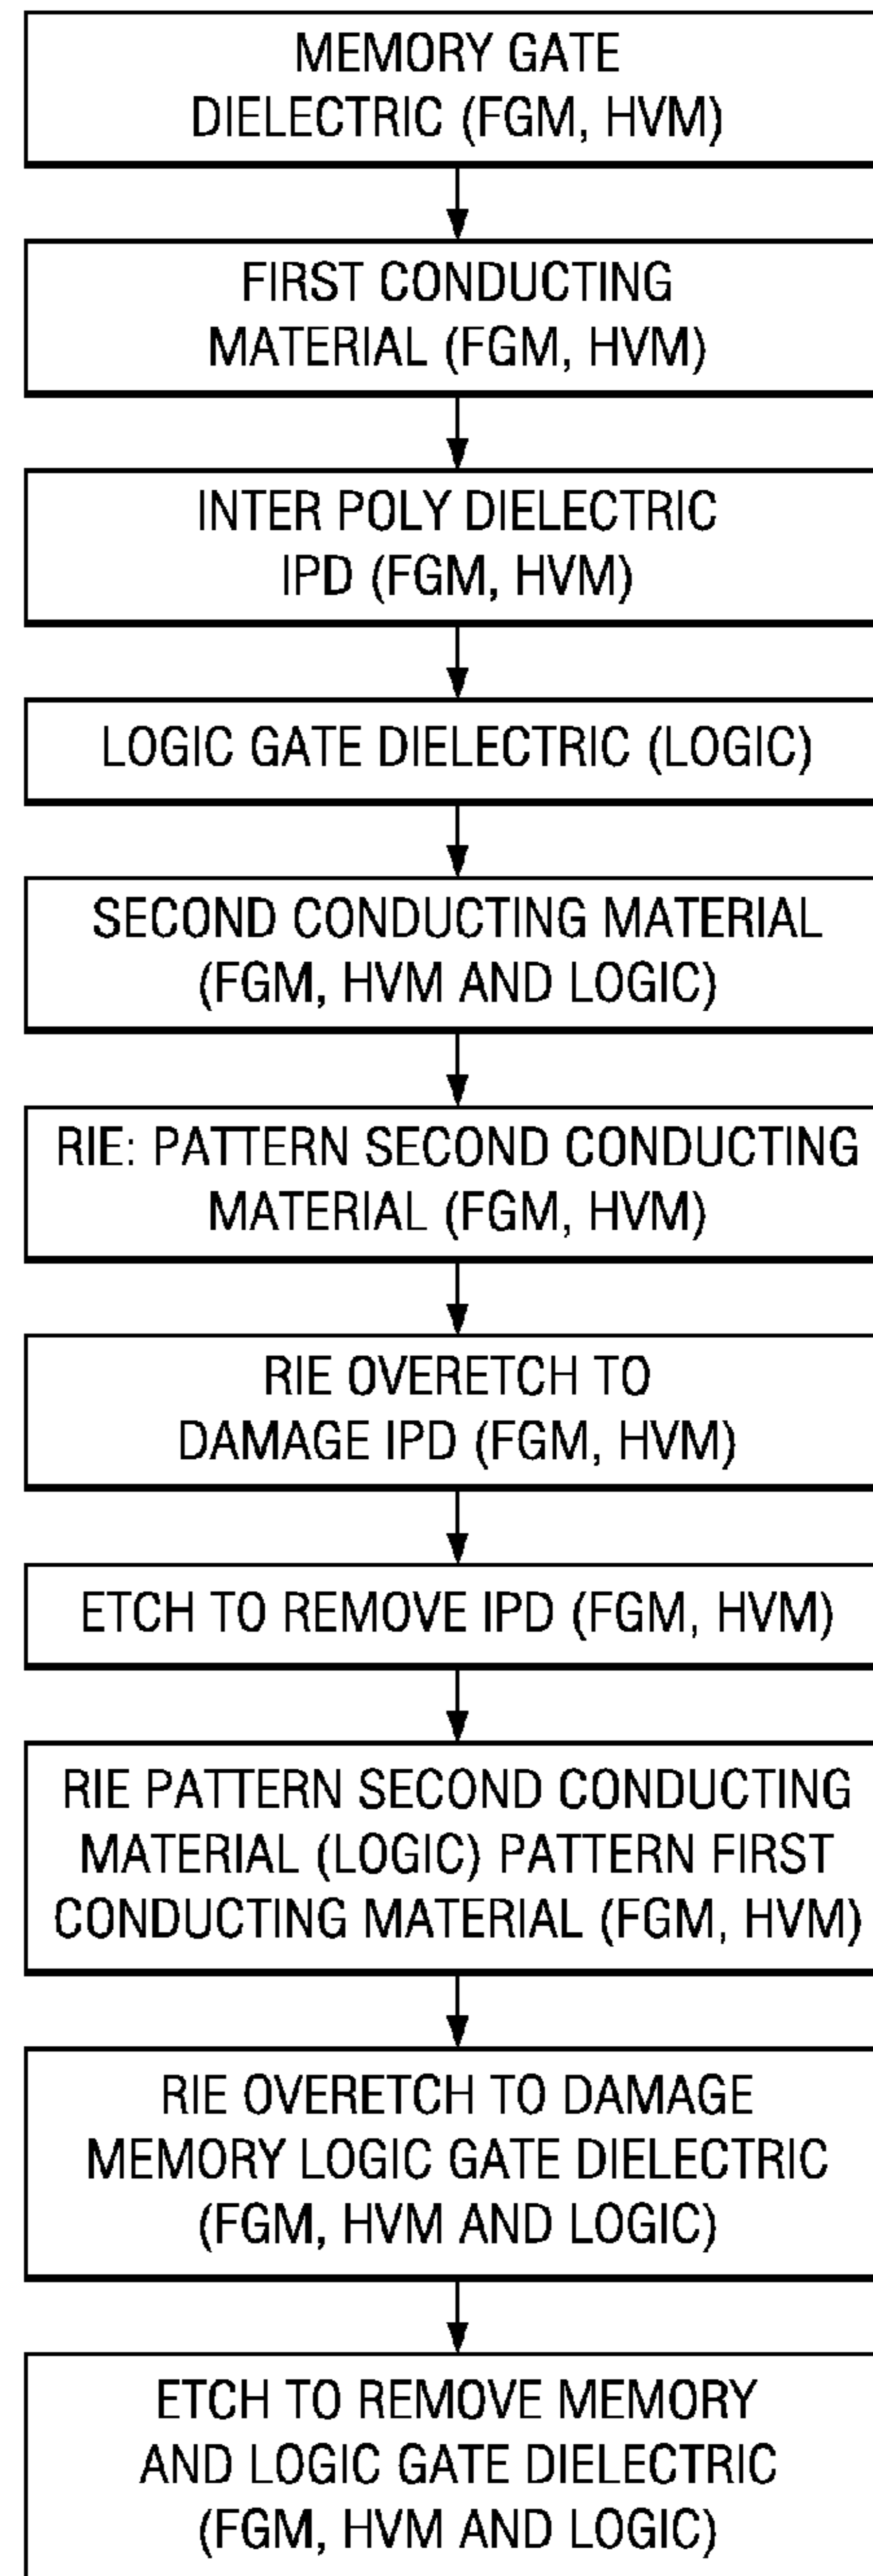 MEMORY GATE
DIELECTRIC (FGM, HVM)
FIRST CONDUCTING
MATERIAL (FGM, HVM)
INTER POLY DIELECTRIC
IPD (FGM, HVM)
LOGIC GATE DIELECTRIC (LOGIC)
SECOND CONDUCTING MATERIAL
(FGM, HVM AND LOGIC)
RIE: PATTERN SECOND CONDUCTING
MATERIAL (FGM, HVM)
RIE OVERETCH TO
DAMAGE IPD (FGM, HVM)
ETCH TO REMOVE IPD (FGM, HVM)
RIE PATTERN SECOND CONDUCTING
MATERIAL (LOGIC) PATTERN FIRST
CONDUCTING MATERIAL (FGM, HVM)
RIE OVERETCH TO DAMAGE
MEMORY LOGIC GATE DIELECTRIC
(FGM, HVM AND LOGIC)
ETCH TO REMOVE MEMORY
AND LOGIC GATE DIELECTRIC
(FGM, HVM AND LOGIC)